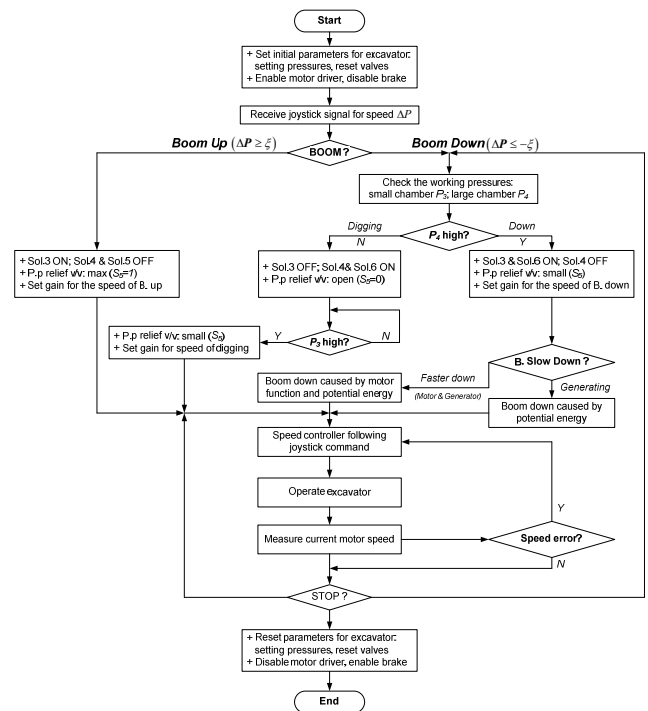 Start
+ Set initial parameters for excavator:
setting pressures, reset valves
+ Enable motor driver, disable brake
Receive joystick signal for speed ΔP
Boom Up (ΔP ≥ ξ)
BOOM?
Boom Down (ΔP ≤ −ξ)
Check the working pressures:
small chamber P3; large chamber P4
Digging
N
P4 high?
Down
Y
+ Sol.3 ON; Sol.4 & Sol.5 OFF
+ P.p relief v/v: max (S5=1)
+ Set gain for the speed of B. up
+ Sol.3 OFF; Sol.4& Sol.6 ON
+ P.p relief v/v: open (S5=0)
+ Sol.3 & Sol.6 ON; Sol.4 OFF
+ P.p relief v/v: small (S5)
+ Set gain for the speed of B. down
+ P.p relief v/v: small (S5)
+ Set gain for speed of digging
Y
P3 high?
N
B. Slow Down ?
Faster down
(Motor & Generator)
Generating
Boom down caused by motor
function and potential energy
Boom down caused by
potential energy
Speed controller following
joystick command
Operate excavator
Y
Measure current motor speed
Speed error?
N
STOP ?
+ Reset parameters for excavator:
setting pressures, reset valves
+ Disable motor driver, enable brake
End